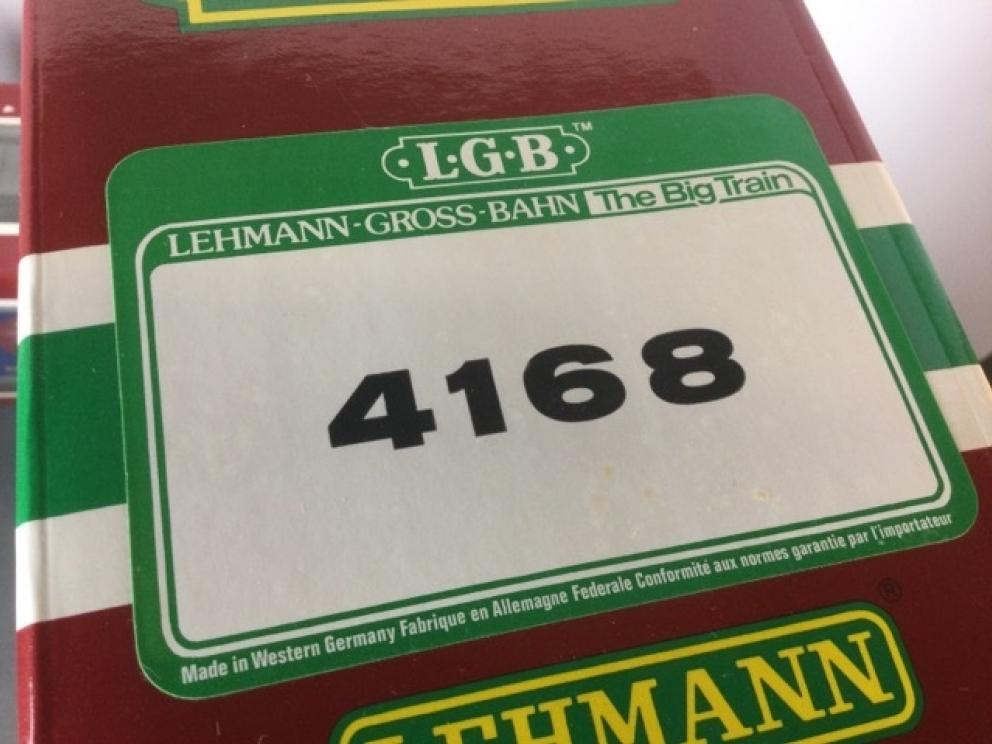 ·L·G·B· ™
LEHMANN-GROSS-BAHN The Big Train
4168
Made in Western Germany Fabrique en Allemagne Federale Conformité aux normes garantie par l'importateur
®
LEHMANN